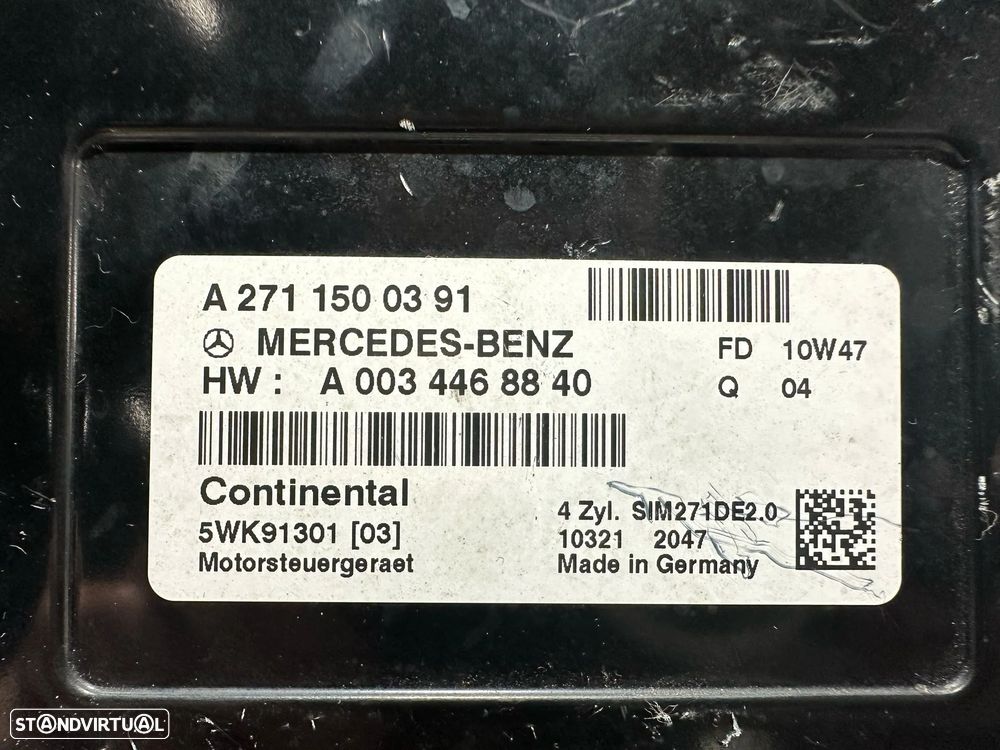 A 271 150 03 91
MERCEDES-BENZ
FD 10W47
HW : A 003 446 88 40
Q 04
Continental
5WK91301 [03]
Motorsteuergeraet
4 Zyl. SIM271DE2.0
10321 2047
Made in Germany
STANDVIRTUAL